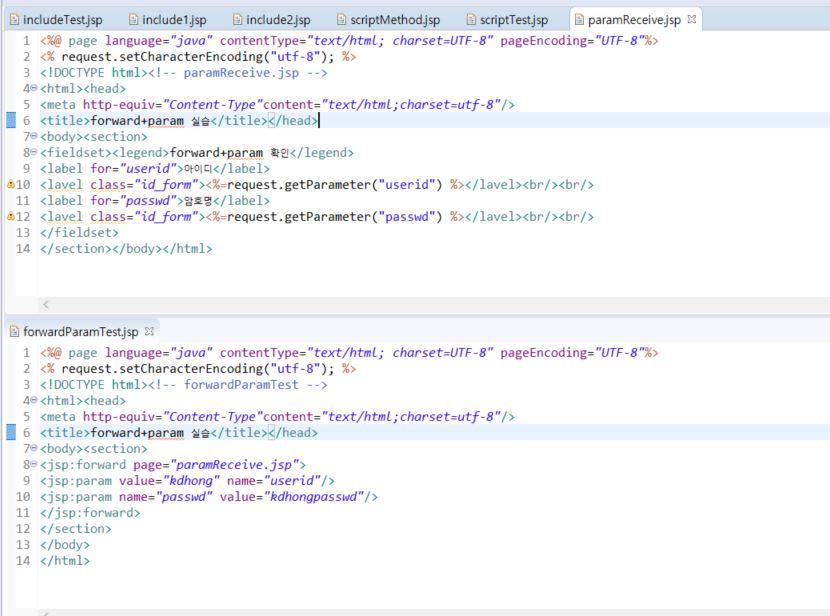 includeTest.jsp include1.jsp include2.jsp scriptMethod.jsp scriptTest.jsp paramReceive.jsp
1 <%@ page language="java" contentType="text/html; charset=UTF-8" pageEncoding="UTF-8"%>
2 <% request.setCharacterEncoding("utf-8"); %>
3 <!DOCTYPE html><!-- paramReceive.jsp -->
4 <html><head>
5 <meta http-equiv="Content-Type"content="text/html;charset=utf-8"/>
6 <title>forward+param 실습</title></head>
7 <body><section>
8 <fieldset><legend>forward+param 확인</legend>
9 <label for="userid">아이디</label>
10 <lavel class="id_form"><%=request.getParameter("userid") %></lavel><br/><br/>
11 <label for="passwd">암호명</label>
12 <lavel class="id_form"><%=request.getParameter("passwd") %></lavel><br/><br/>
13 </fieldset>
14 </section></body></html>
forwardParamTest.jsp
1 <%@ page language="java" contentType="text/html; charset=UTF-8" pageEncoding="UTF-8"%>
2 <% request.setCharacterEncoding("utf-8"); %>
3 <!DOCTYPE html><!-- forwardParamTest -->
4 <html><head>
5 <meta http-equiv="Content-Type"content="text/html;charset=utf-8"/>
6 <title>forward+param 실습</title></head>
7 <body><section>
8 <jsp:forward page="paramReceive.jsp">
9 <jsp:param value="kdhong" name="userid"/>
10 <jsp:param name="passwd" value="kdhongpasswd"/>
11 </jsp:forward>
12 </section>
13 </body>
14 </html>